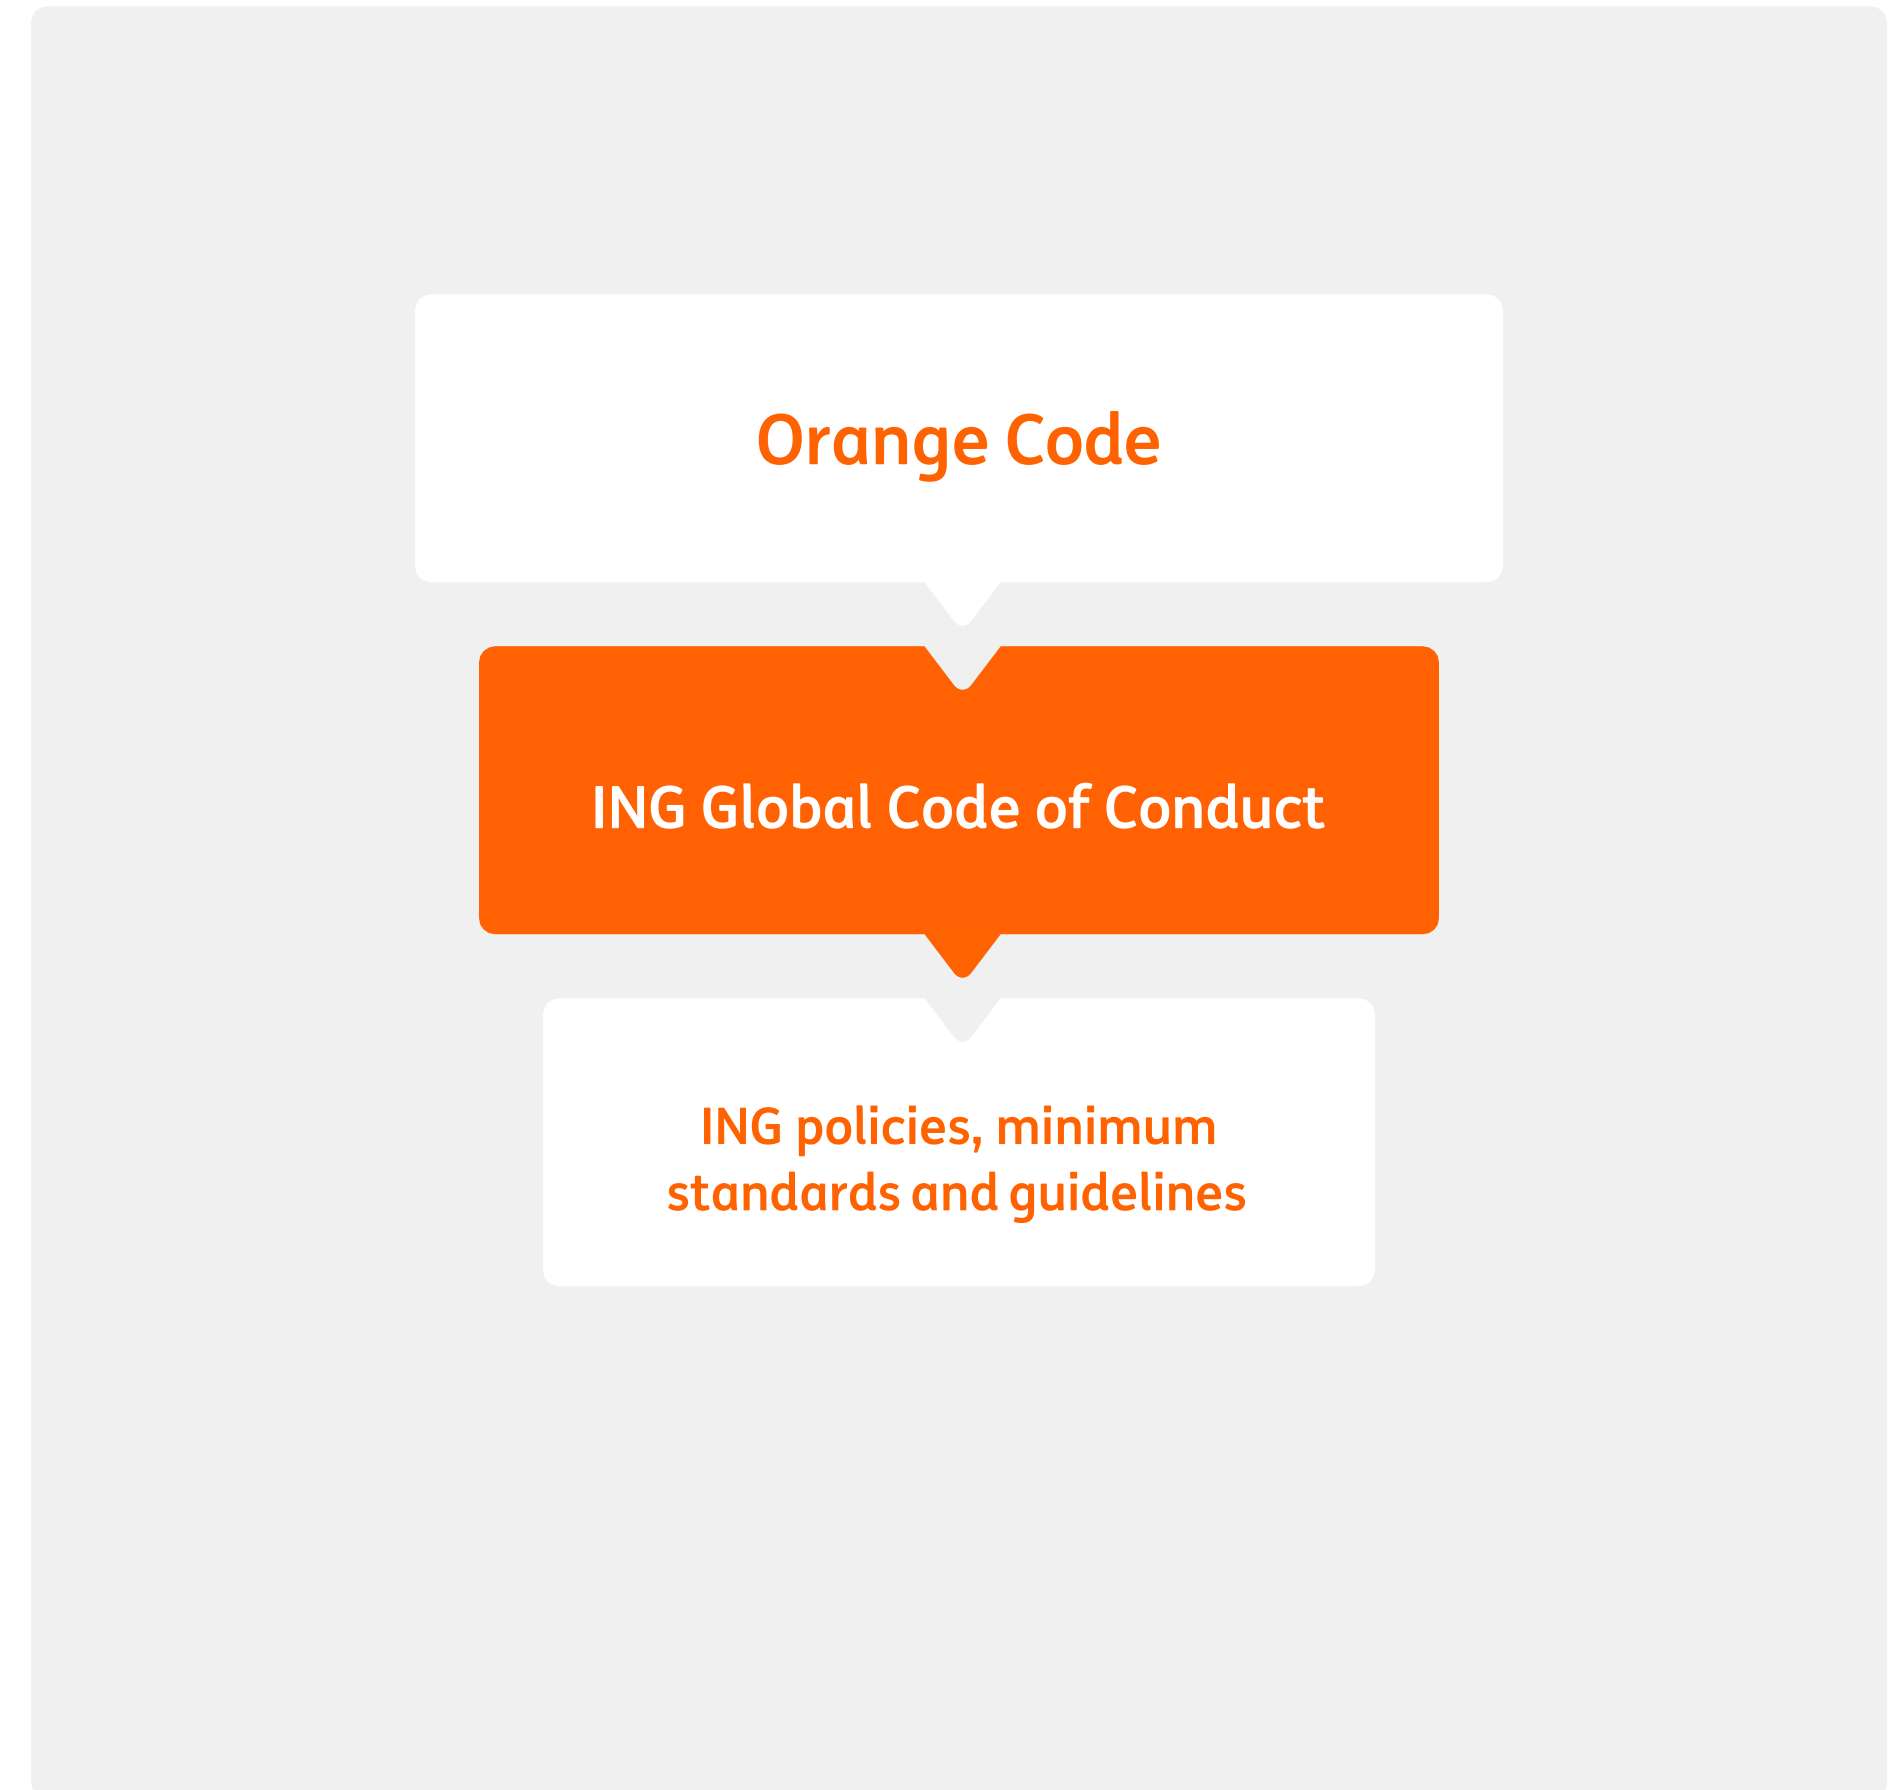 Orange Code
ING Global Code of Conduct
ING policies, minimum
standards and guidelines